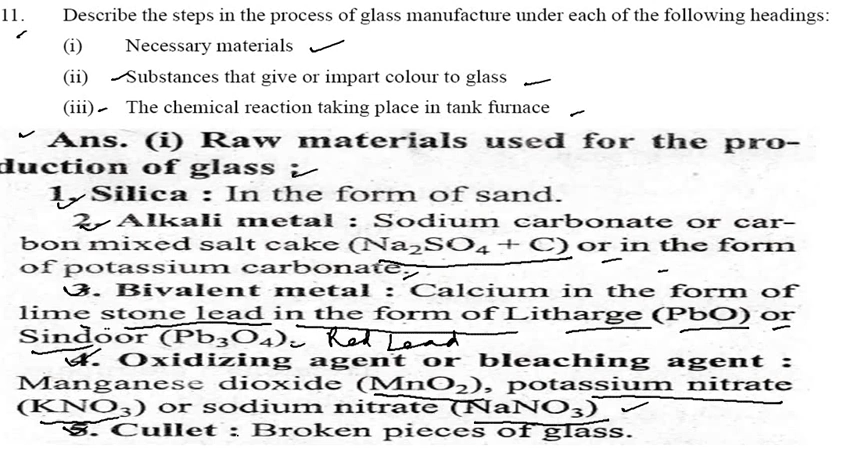 11. Describe the steps in the process of glass manufacture under each of the following headings:
(i) Necessary materials
(ii) Substances that give or impart colour to glass
(iii) The chemical reaction taking place in tank furnace
Ans. (i) Raw materials used for the pro-
duction of glass :
1. Silica : In the form of sand.
2. Alkali metal : Sodium carbonate or car-
bon mixed salt cake (Na₂SO₄ + C) or in the form
of potassium carbonate.
3. Bivalent metal : Calcium in the form of
lime stone lead in the form of Litharge (PbO) or
Sindoor (Pb₃O₄). Red Lead
4. Oxidizing agent or bleaching agent :
Manganese dioxide (MnO₂), potassium nitrate
(KNO₃) or sodium nitrate (NaNO₃)
5. Cullet : Broken pieces of glass.